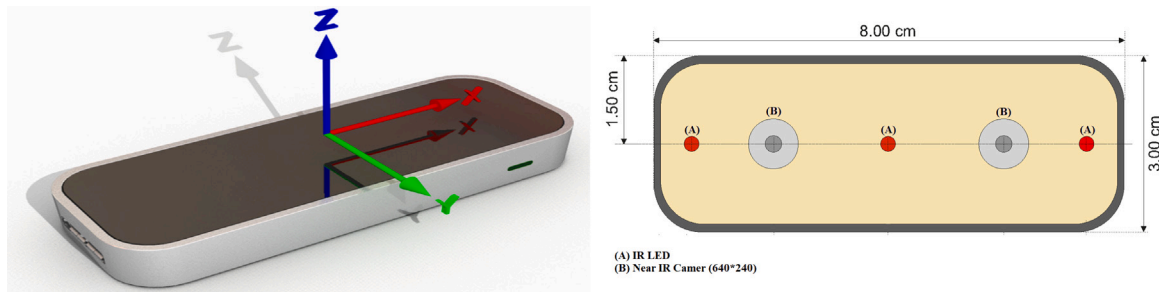 Z
Z
X
X
Y
Y
8.00 cm
1.50 cm
3.00 cm
(B)
(B)
(A)
(A)
(A)
(A) IR LED
(B) Near IR Camer (640*240)